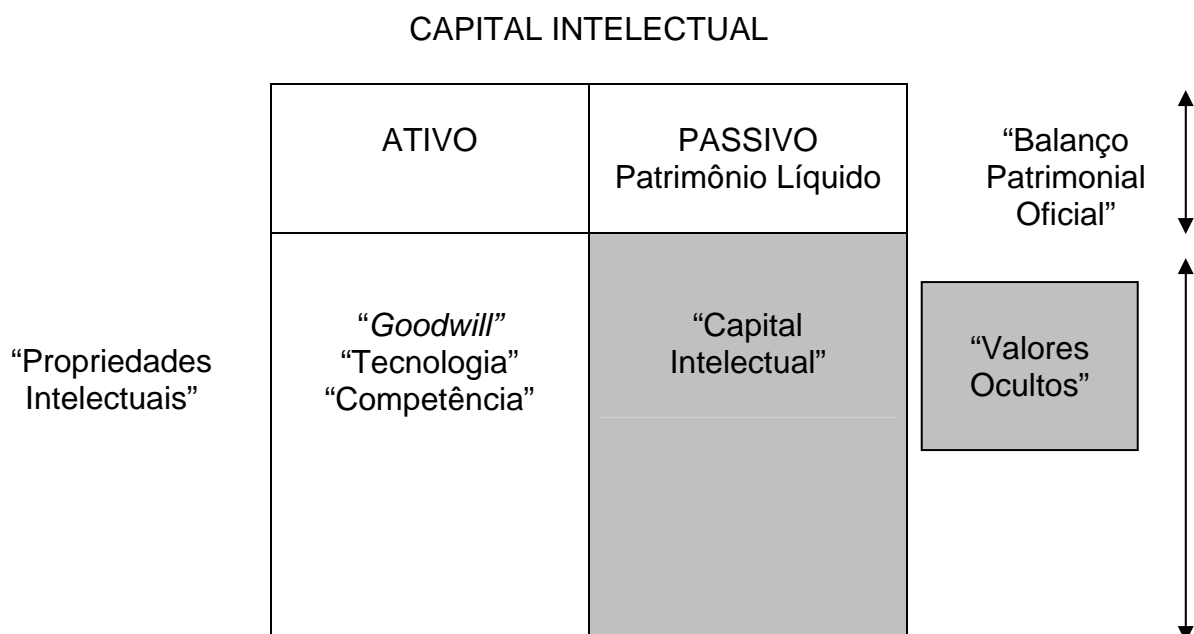 CAPITAL INTELECTUAL
ATIVO
PASSIVO
Patrimônio Líquido
“Balanço
Patrimonial
Oficial”
“Propriedades
Intelectuais”
“Goodwill”
“Tecnologia”
“Competência”
“Capital
Intelectual”
“Valores
Ocultos”